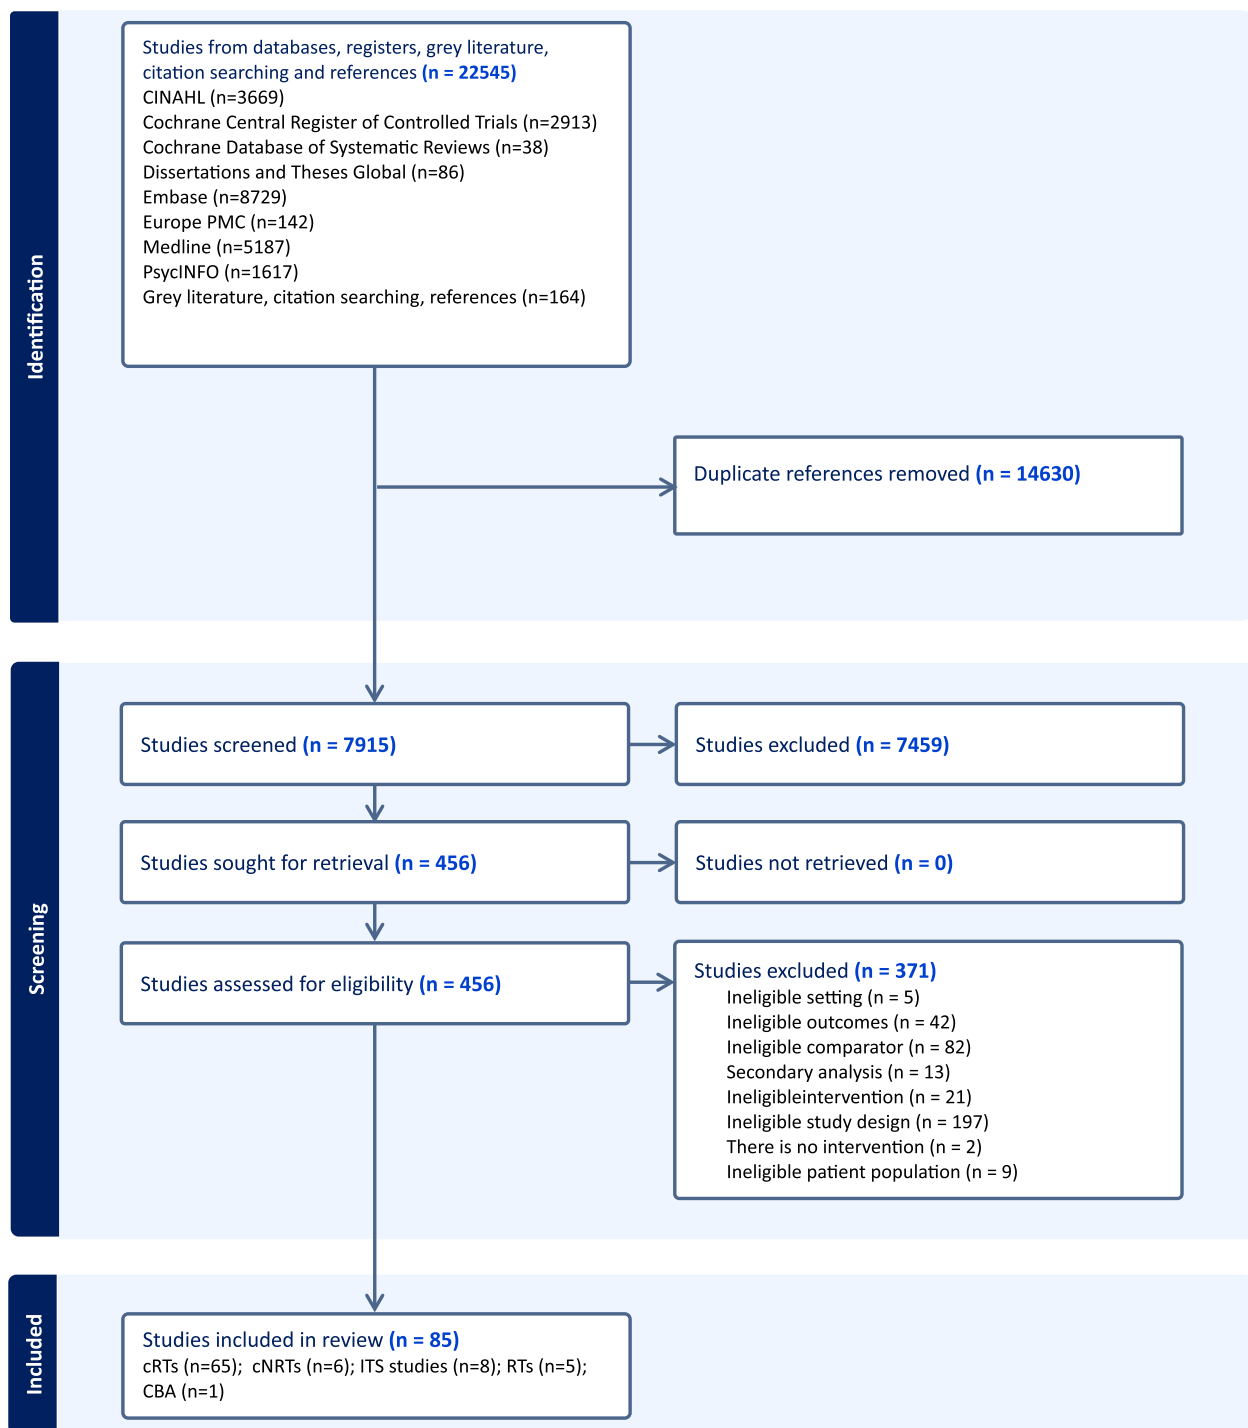 Identification
Studies from databases, registers, grey literature,
citation searching and references (n = 22545)
CINAHL (n=3669)
Cochrane Central Register of Controlled Trials (n=2913)
Cochrane Database of Systematic Reviews (n=38)
Dissertations and Theses Global (n=86)
Embase (n=8729)
Europe PMC (n=142)
Medline (n=5187)
PsycINFO (n=1617)
Grey literature, citation searching, references (n=164)
Duplicate references removed (n = 14630)
Screening
Studies screened (n = 7915)
Studies excluded (n = 7459)
Studies sought for retrieval (n = 456)
Studies not retrieved (n = 0)
Studies assessed for eligibility (n = 456)
Studies excluded (n = 371)
Ineligible setting (n = 5)
Ineligible outcomes (n = 42)
Ineligible comparator (n = 82)
Secondary analysis (n = 13)
Ineligibleintervention (n = 21)
Ineligible study design (n = 197)
There is no intervention (n = 2)
Ineligible patient population (n = 9)
Included
Studies included in review (n = 85)
cRTs (n=65);  cNRTs (n=6); ITS studies (n=8); RTs (n=5);
CBA (n=1)